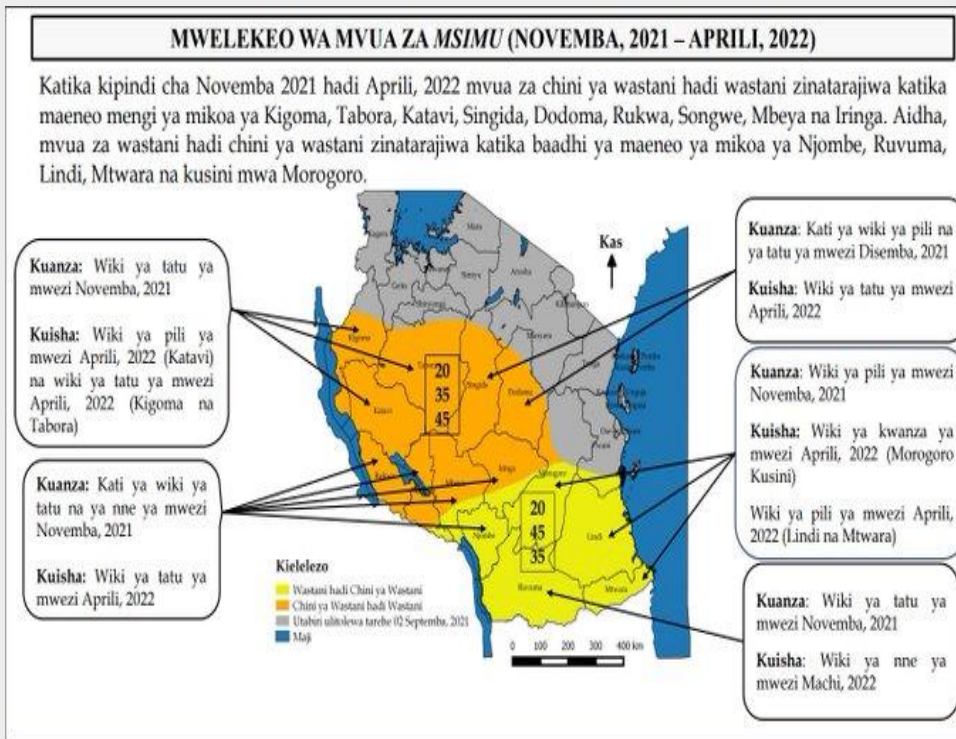 MWELEKEO WA MVUA ZA MSIMU (NOVEMBA, 2021 – APRILI, 2022)
Katika kipindi cha Novemba 2021 hadi Aprili, 2022 mvua za chini ya wastani hadi wastani zinatarajiwa katika
maeneo mengi ya mikoa ya Kigoma, Tabora, Katavi, Singida, Dodoma, Rukwa, Songwe, Mbeya na Iringa. Aidha,
mvua za wastani hadi chini ya wastani zinatarajiwa katika baadhi ya maeneo ya mikoa ya Njombe, Ruvuma,
Lindi, Mtwara na kusini mwa Morogoro.
Kuanza: Wiki ya tatu ya
mwezi Novemba, 2021
Kuisha: Wiki ya pili ya
mwezi Aprili, 2022 (Katavi)
na wiki ya tatu ya mwezi
Aprili, 2022 (Kigoma na
Tabora)
Kuanza: Kati ya wiki ya
tatu na ya nne ya mwezi
Novemba, 2021
Kuisha: Wiki ya tatu ya
mwezi Aprili, 2022
Kas
Mara
Arusha
Manyara
Kigoma
Singida
Dodoma
Katavi
20
35
45
Iringa
Morogoro
20
45
35
Njombe
Lindi
Ruvuma
Mtwara
Kielelezo
Wastani hadi Chini ya Wastani
Chini ya Wastani hadi Wastani
Utabiri ulitolewa tarehe 02 Septemba, 2021
Maji
0 100 200 300 400 km
Kuanza: Kati ya wiki ya pili na
ya tatu ya mwezi Disemba, 2021
Kuisha: Wiki ya tatu ya mwezi
Aprili, 2022
Kuanza: Wiki ya pili ya mwezi
Novemba, 2021
Kuisha: Wiki ya kwanza ya
mwezi Aprili, 2022 (Morogoro
Kusini)
Wiki ya pili ya mwezi Aprili,
2022 (Lindi na Mtwara)
Kuanza: Wiki ya tatu ya
mwezi Novemba, 2021
Kuisha: Wiki ya nne ya
mwezi Machi, 2022